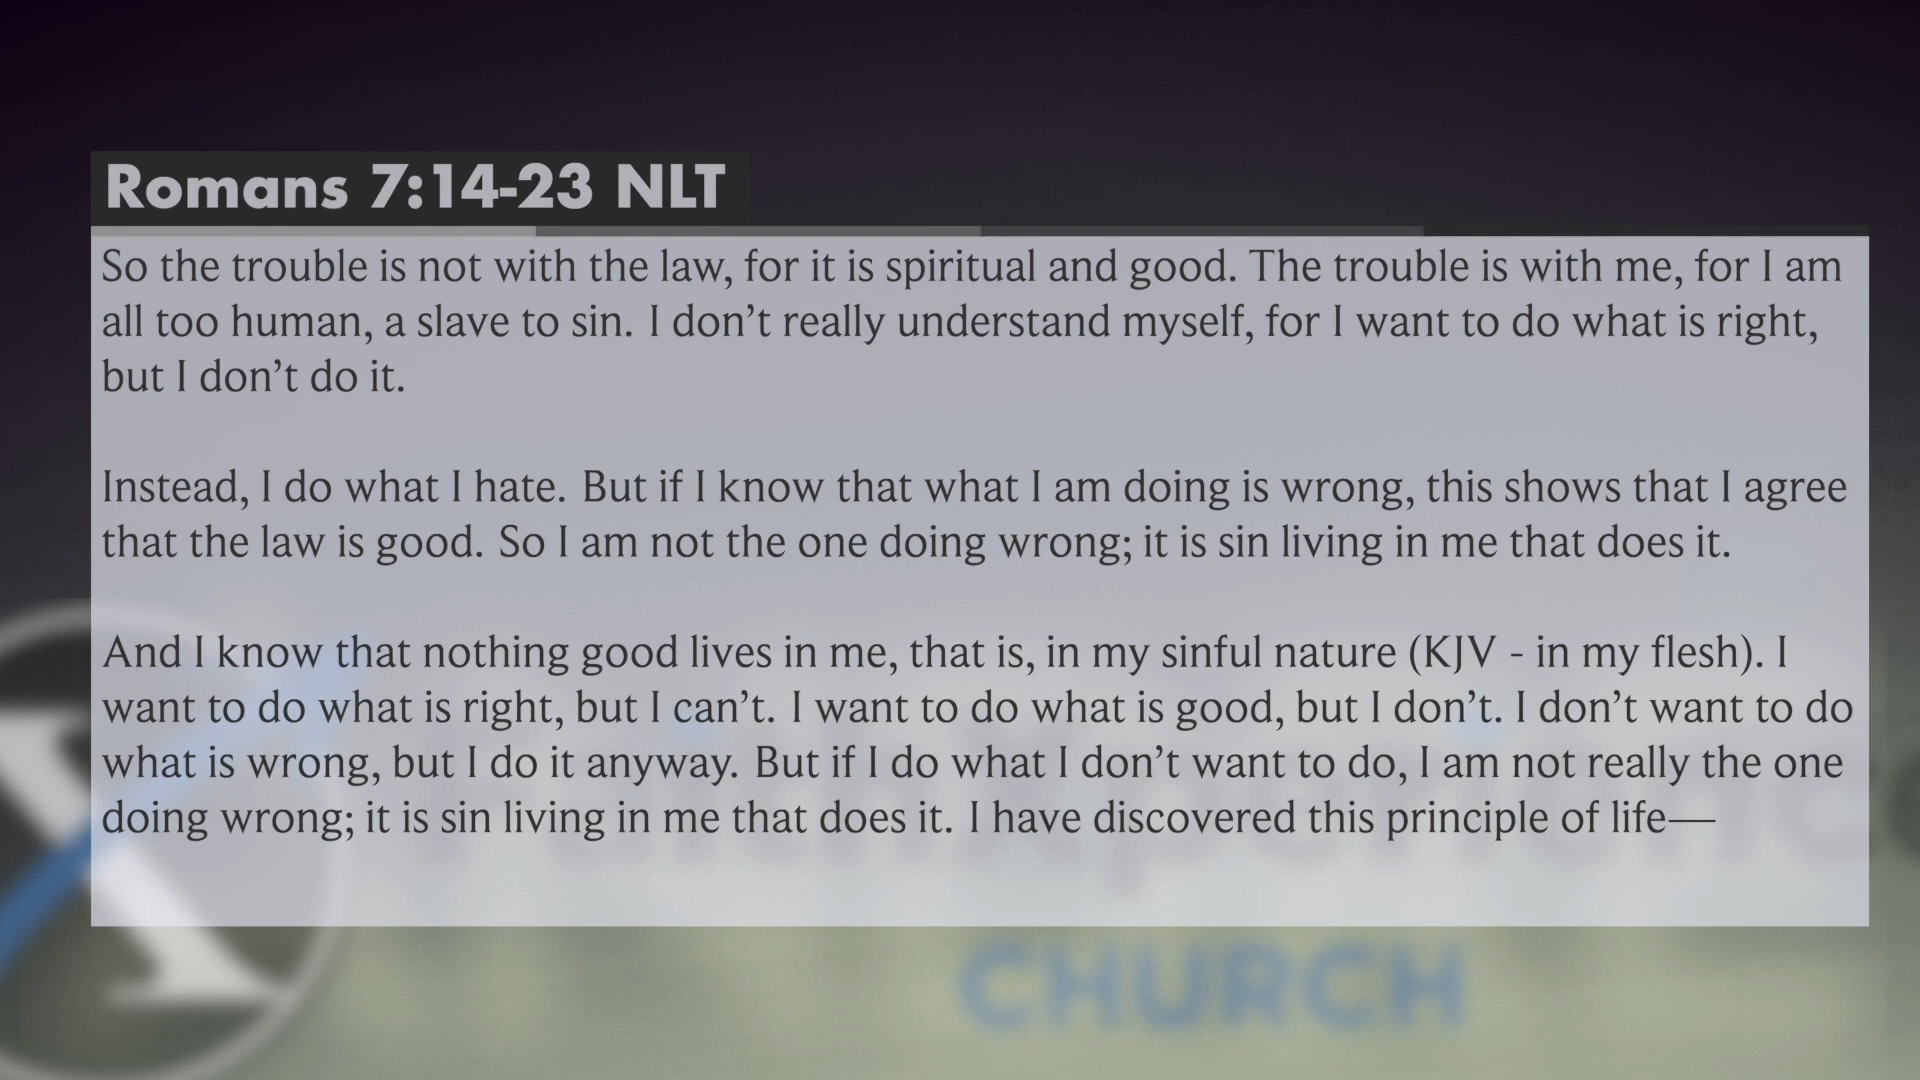 Romans 7:14-23 NLT
So the trouble is not with the law, for it is spiritual and good. The trouble is with me, for I am
all too human, a slave to sin. I don’t really understand myself, for I want to do what is right,
but I don’t do it.
Instead, I do what I hate. But if I know that what I am doing is wrong, this shows that I agree
that the law is good. So I am not the one doing wrong; it is sin living in me that does it.
And I know that nothing good lives in me, that is, in my sinful nature (KJV - in my flesh). I
want to do what is right, but I can’t. I want to do what is good, but I don’t. I don’t want to do
what is wrong, but I do it anyway. But if I do what I don’t want to do, I am not really the one
doing wrong; it is sin living in me that does it. I have discovered this principle of life—
CHURCH